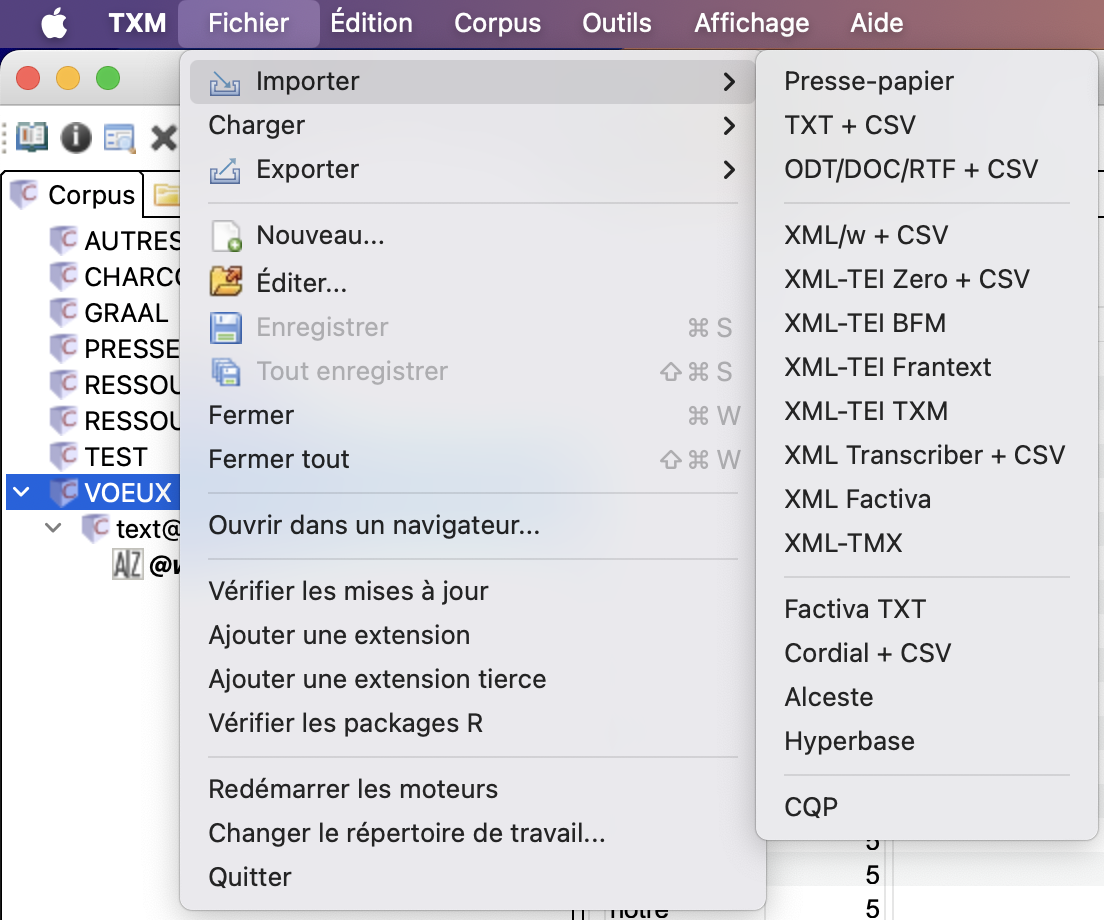 TXM Fichier Édition Corpus Outils Affichage Aide
Importer
Charger
Exporter
Nouveau...
Éditer...
Enregistrer ⌘ S
Tout enregistrer ⇧ ⌘ S
Fermer ⌘ W
Fermer tout ⇧ ⌘ W
Ouvrir dans un navigateur...
Vérifier les mises à jour
Ajouter une extension
Ajouter une extension tierce
Vérifier les packages R
Redémarrer les moteurs
Changer le répertoire de travail...
Quitter
Presse-papier
TXT + CSV
ODT/DOC/RTF + CSV
XML/w + CSV
XML-TEI Zero + CSV
XML-TEI BFM
XML-TEI Frantext
XML-TEI TXM
XML Transcriber + CSV
XML Factiva
XML-TMX
Factiva TXT
Cordial + CSV
Alceste
Hyperbase
CQP
Corpus
AUTRES
CHARCO
GRAAL
PRESSE
RESSOU
RESSOU
TEST
VOEUX
text@
AZ @w
5
5
notre 5